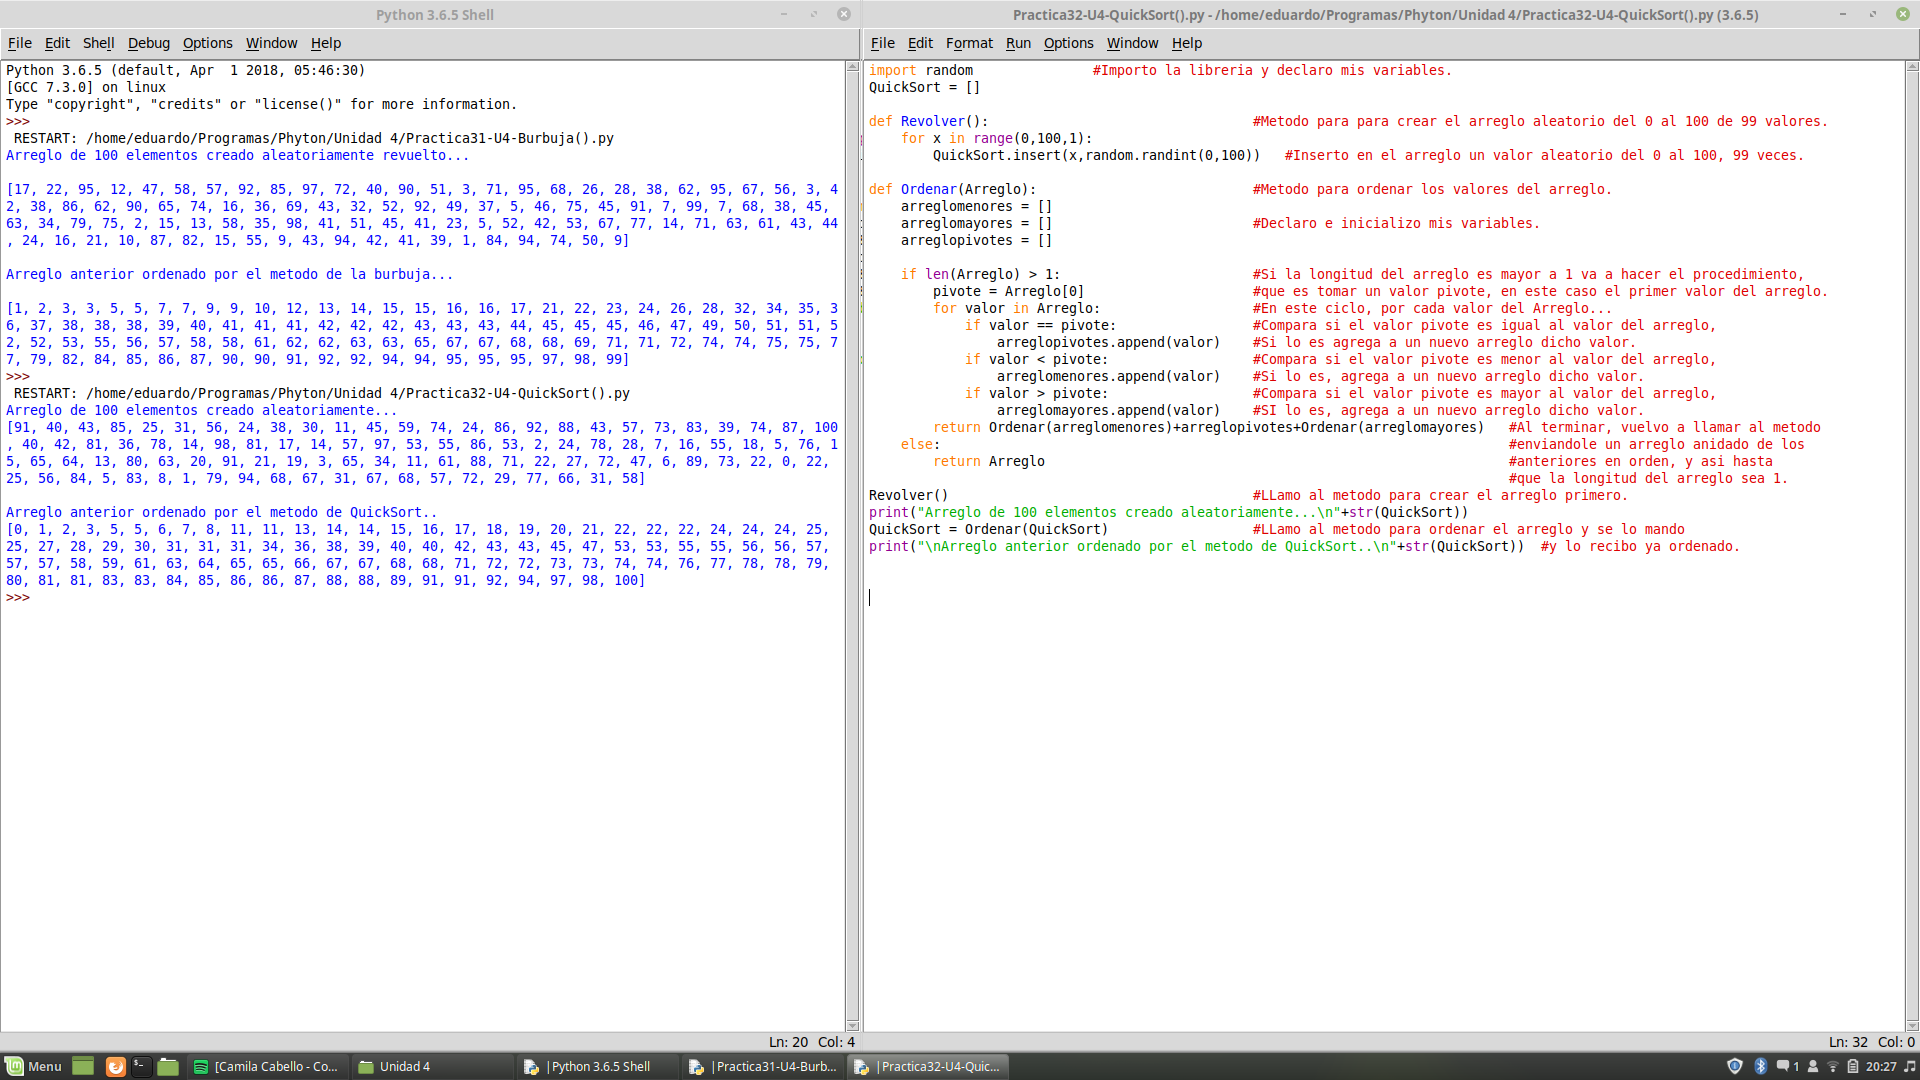 Python 3.6.5 Shell
File Edit Shell Debug Options Window Help
Python 3.6.5 (default, Apr  1 2018, 05:46:30)
[GCC 7.3.0] on linux
Type "copyright", "credits" or "license()" for more information.
>>>
 RESTART: /home/eduardo/Programas/Phyton/Unidad 4/Practica31-U4-Burbuja().py
Arreglo de 100 elementos creado aleatoriamente revuelto...
[17, 22, 95, 12, 47, 58, 57, 92, 85, 97, 72, 40, 90, 51, 3, 71, 95, 68, 26, 28, 38, 62, 95, 67, 56, 3, 4
2, 38, 86, 62, 90, 65, 74, 16, 36, 69, 43, 32, 52, 92, 49, 37, 5, 46, 75, 45, 91, 7, 99, 7, 68, 38, 45,
63, 34, 79, 75, 2, 15, 13, 58, 35, 98, 41, 51, 45, 41, 23, 5, 52, 42, 53, 67, 77, 14, 71, 63, 61, 43, 44
, 24, 16, 21, 10, 87, 82, 15, 55, 9, 43, 94, 42, 41, 39, 1, 84, 94, 74, 50, 9]
Arreglo anterior ordenado por el metodo de la burbuja...
[1, 2, 3, 3, 5, 5, 7, 7, 9, 9, 10, 12, 13, 14, 15, 15, 16, 16, 17, 21, 22, 23, 24, 26, 28, 32, 34, 35, 3
6, 37, 38, 38, 38, 39, 40, 41, 41, 41, 42, 42, 42, 43, 43, 43, 44, 45, 45, 45, 46, 47, 49, 50, 51, 51, 5
2, 52, 53, 55, 56, 57, 58, 58, 61, 62, 62, 63, 63, 65, 67, 67, 68, 68, 69, 71, 71, 72, 74, 74, 75, 75, 7
7, 79, 82, 84, 85, 86, 87, 90, 90, 91, 92, 92, 94, 94, 95, 95, 95, 97, 98, 99]
>>>
 RESTART: /home/eduardo/Programas/Phyton/Unidad 4/Practica32-U4-QuickSort().py
Arreglo de 100 elementos creado aleatoriamente...
[91, 40, 43, 85, 25, 31, 56, 24, 38, 30, 11, 45, 59, 74, 24, 86, 92, 88, 43, 57, 73, 83, 39, 74, 87, 100
, 40, 42, 81, 36, 78, 14, 98, 81, 17, 14, 57, 97, 53, 55, 86, 53, 2, 24, 78, 28, 7, 16, 55, 18, 5, 76, 1
5, 65, 64, 13, 80, 63, 20, 91, 21, 19, 3, 65, 34, 11, 61, 88, 71, 22, 27, 72, 47, 6, 89, 73, 22, 0, 22,
25, 56, 84, 5, 83, 8, 1, 79, 94, 68, 67, 31, 67, 68, 57, 72, 29, 77, 66, 31, 58]
Arreglo anterior ordenado por el metodo de QuickSort..
[0, 1, 2, 3, 5, 5, 6, 7, 8, 11, 11, 13, 14, 14, 15, 16, 17, 18, 19, 20, 21, 22, 22, 22, 24, 24, 24, 25,
25, 27, 28, 29, 30, 31, 31, 31, 34, 36, 38, 39, 40, 40, 42, 43, 43, 45, 47, 53, 53, 55, 55, 56, 56, 57,
57, 57, 58, 59, 61, 63, 64, 65, 65, 66, 67, 67, 68, 68, 71, 72, 72, 73, 73, 74, 74, 76, 77, 78, 78, 79,
80, 81, 81, 83, 83, 84, 85, 86, 86, 87, 88, 88, 89, 91, 91, 92, 94, 97, 98, 100]
>>>
Ln: 20 Col: 4
Practica32-U4-QuickSort().py - /home/eduardo/Programas/Phyton/Unidad 4/Practica32-U4-QuickSort().py (3.6.5)
File Edit Format Run Options Window Help
import random               #Importo la libreria y declaro mis variables.
QuickSort = []
def Revolver():                                 #Metodo para para crear el arreglo aleatorio del 0 al 100 de 99 valores.
    for x in range(0,100,1):
        QuickSort.insert(x,random.randint(0,100))   #Inserto en el arreglo un valor aleatorio del 0 al 100, 99 veces.
def Ordenar(Arreglo):                           #Metodo para ordenar los valores del arreglo.
    arreglomenores = []
    arreglomayores = []                         #Declaro e inicializo mis variables.
    arreglopivotes = []
    if len(Arreglo) > 1:                        #Si la longitud del arreglo es mayor a 1 va a hacer el procedimiento,
        pivote = Arreglo[0]                     #que es tomar un valor pivote, en este caso el primer valor del arreglo.
        for valor in Arreglo:                   #En este ciclo, por cada valor del Arreglo...
            if valor == pivote:                 #Compara si el valor pivote es igual al valor del arreglo,
                arreglopivotes.append(valor)    #Si lo es agrega a un nuevo arreglo dicho valor.
            if valor < pivote:                  #Compara si el valor pivote es menor al valor del arreglo,
                arreglomenores.append(valor)    #Si lo es, agrega a un nuevo arreglo dicho valor.
            if valor > pivote:                  #Compara si el valor pivote es mayor al valor del arreglo,
                arreglomayores.append(valor)    #SI lo es, agrega a un nuevo arreglo dicho valor.
        return Ordenar(arreglomenores)+arreglopivotes+Ordenar(arreglomayores)   #Al terminar, vuelvo a llamar al metodo
    else:                                                                       #enviandole un arreglo anidado de los
        return Arreglo                                                          #anteriores en orden, y asi hasta
                                                                                #que la longitud del arreglo sea 1.
Revolver()                                      #LLamo al metodo para crear el arreglo primero.
print("Arreglo de 100 elementos creado aleatoriamente...\n"+str(QuickSort))
QuickSort = Ordenar(QuickSort)                  #LLamo al metodo para ordenar el arreglo y se lo mando
print("\nArreglo anterior ordenado por el metodo de QuickSort..\n"+str(QuickSort))  #y lo recibo ya ordenado.
Ln: 32 Col: 0
Menu [Camila Cabello - Co... Unidad 4 |Python 3.6.5 Shell |Practica31-U4-Burb... |Practica32-U4-Quic... 1 20:27